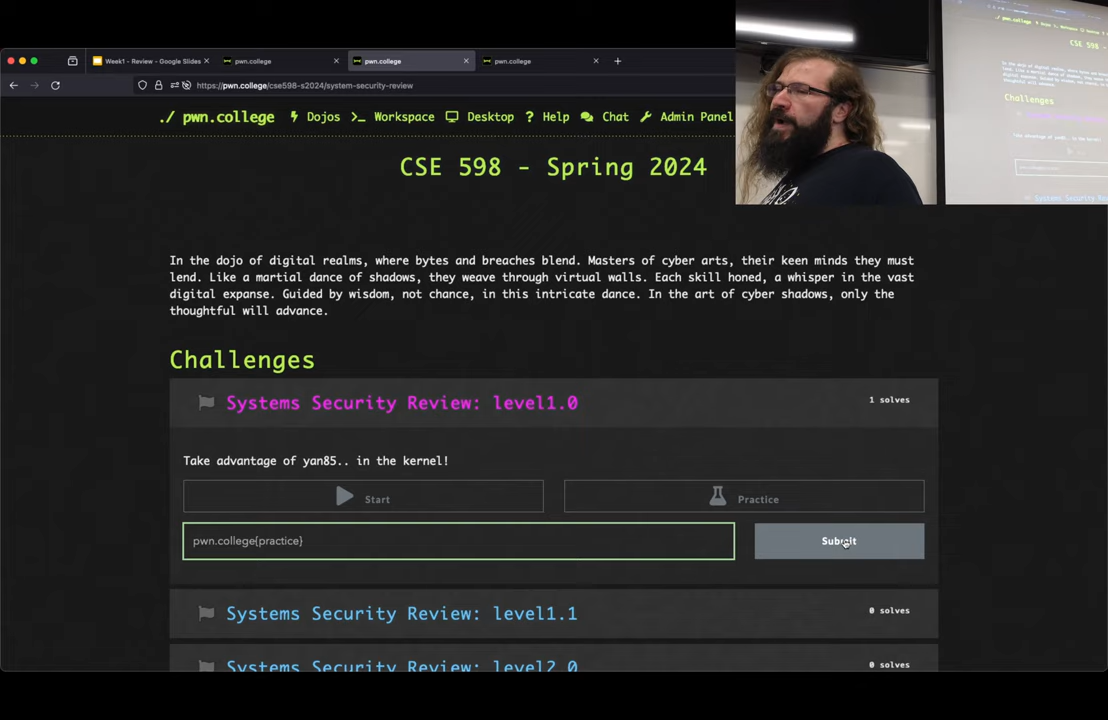 Week1 - Review - Google Slides
pwn.college
pwn.college
pwn.college
https://pwn.college/cse598-s2024/system-security-review
./ pwn.college
Dojos
Workspace
Desktop
Help
Chat
Admin Panel
CSE 598 - Spring 2024
In the dojo of digital realms, where bytes and breaches blend. Masters of cyber arts, their keen minds they must
lend. Like a martial dance of shadows, they weave through virtual walls. Each skill honed, a whisper in the vast
digital expanse. Guided by wisdom, not chance, in this intricate dance. In the art of cyber shadows, only the
thoughtful will advance.
Challenges
Systems Security Review: level1.0
1 solves
Take advantage of yan85.. in the kernel!
Start
Practice
pwn.college{practice}
Submit
Systems Security Review: level1.1
0 solves
Systems Security Review: level2.0
0 solves
./ pwn.college
CSE 598 -
Challenges